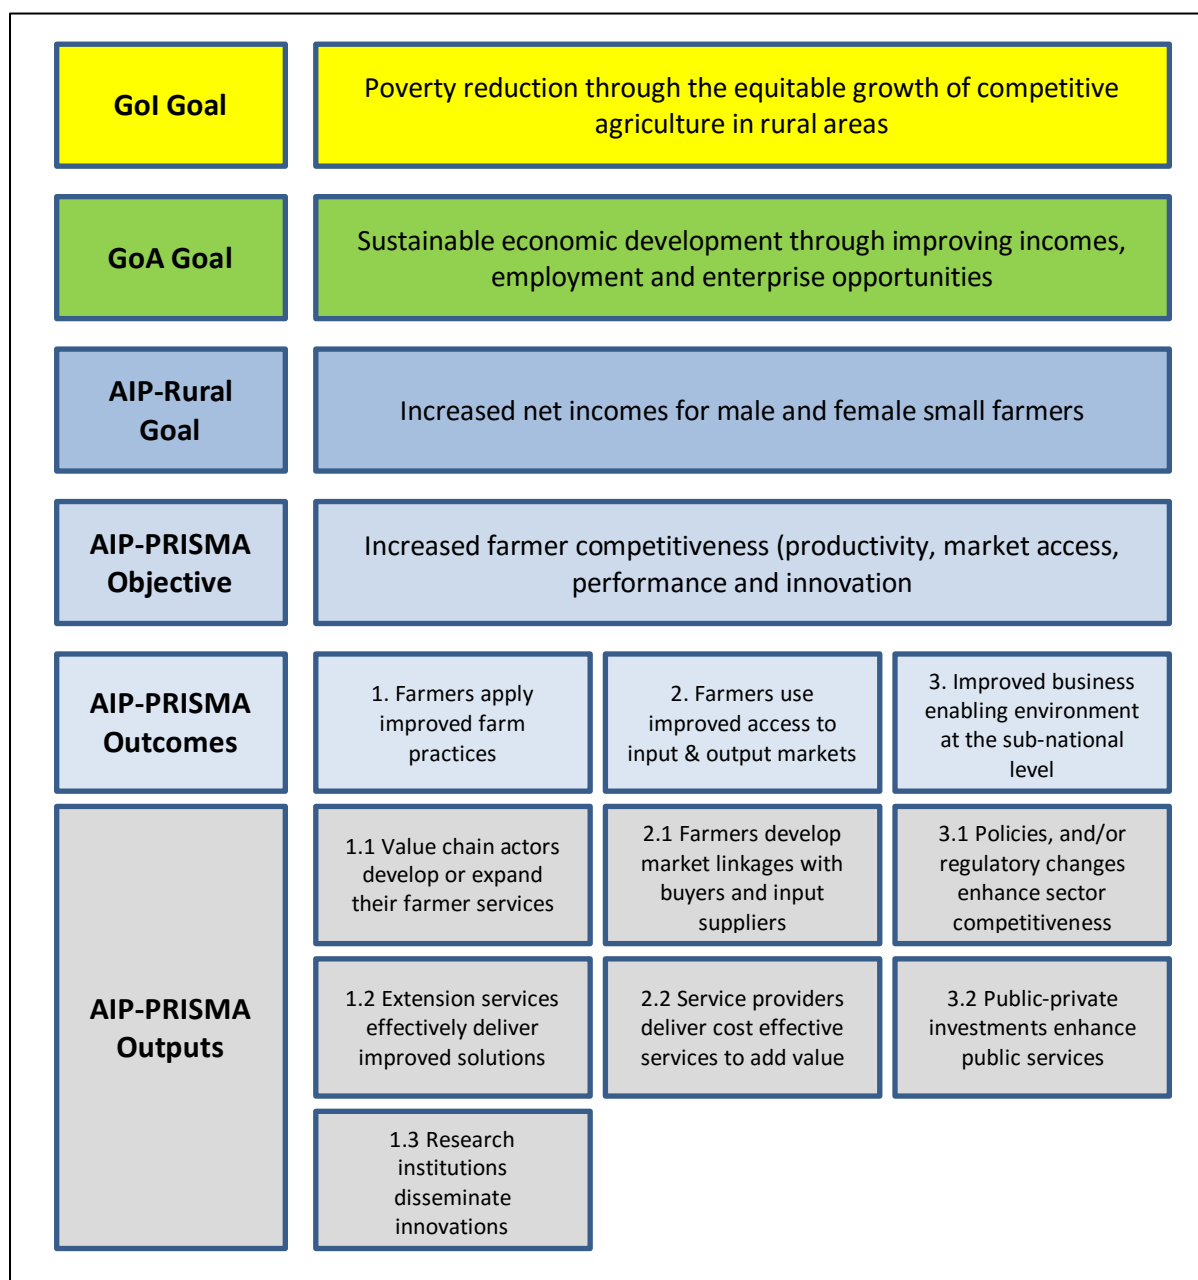 GoI Goal
Poverty reduction through the equitable growth of competitive
agriculture in rural areas
GoA Goal
Sustainable economic development through improving incomes,
employment and enterprise opportunities
AIP-Rural
Goal
Increased net incomes for male and female small farmers
AIP-PRISMA
Objective
Increased farmer competitiveness (productivity, market access,
performance and innovation
AIP-PRISMA
Outcomes
1. Farmers apply
improved farm
practices
2. Farmers use
improved access to
input & output markets
3. Improved business
enabling environment
at the sub-national
level
AIP-PRISMA
Outputs
1.1 Value chain actors
develop or expand
their farmer services
2.1 Farmers develop
market linkages with
buyers and input
suppliers
3.1 Policies, and/or
regulatory changes
enhance sector
competitiveness
1.2 Extension services
effectively deliver
improved solutions
2.2 Service providers
deliver cost effective
services to add value
3.2 Public-private
investments enhance
public services
1.3 Research
institutions
disseminate
innovations